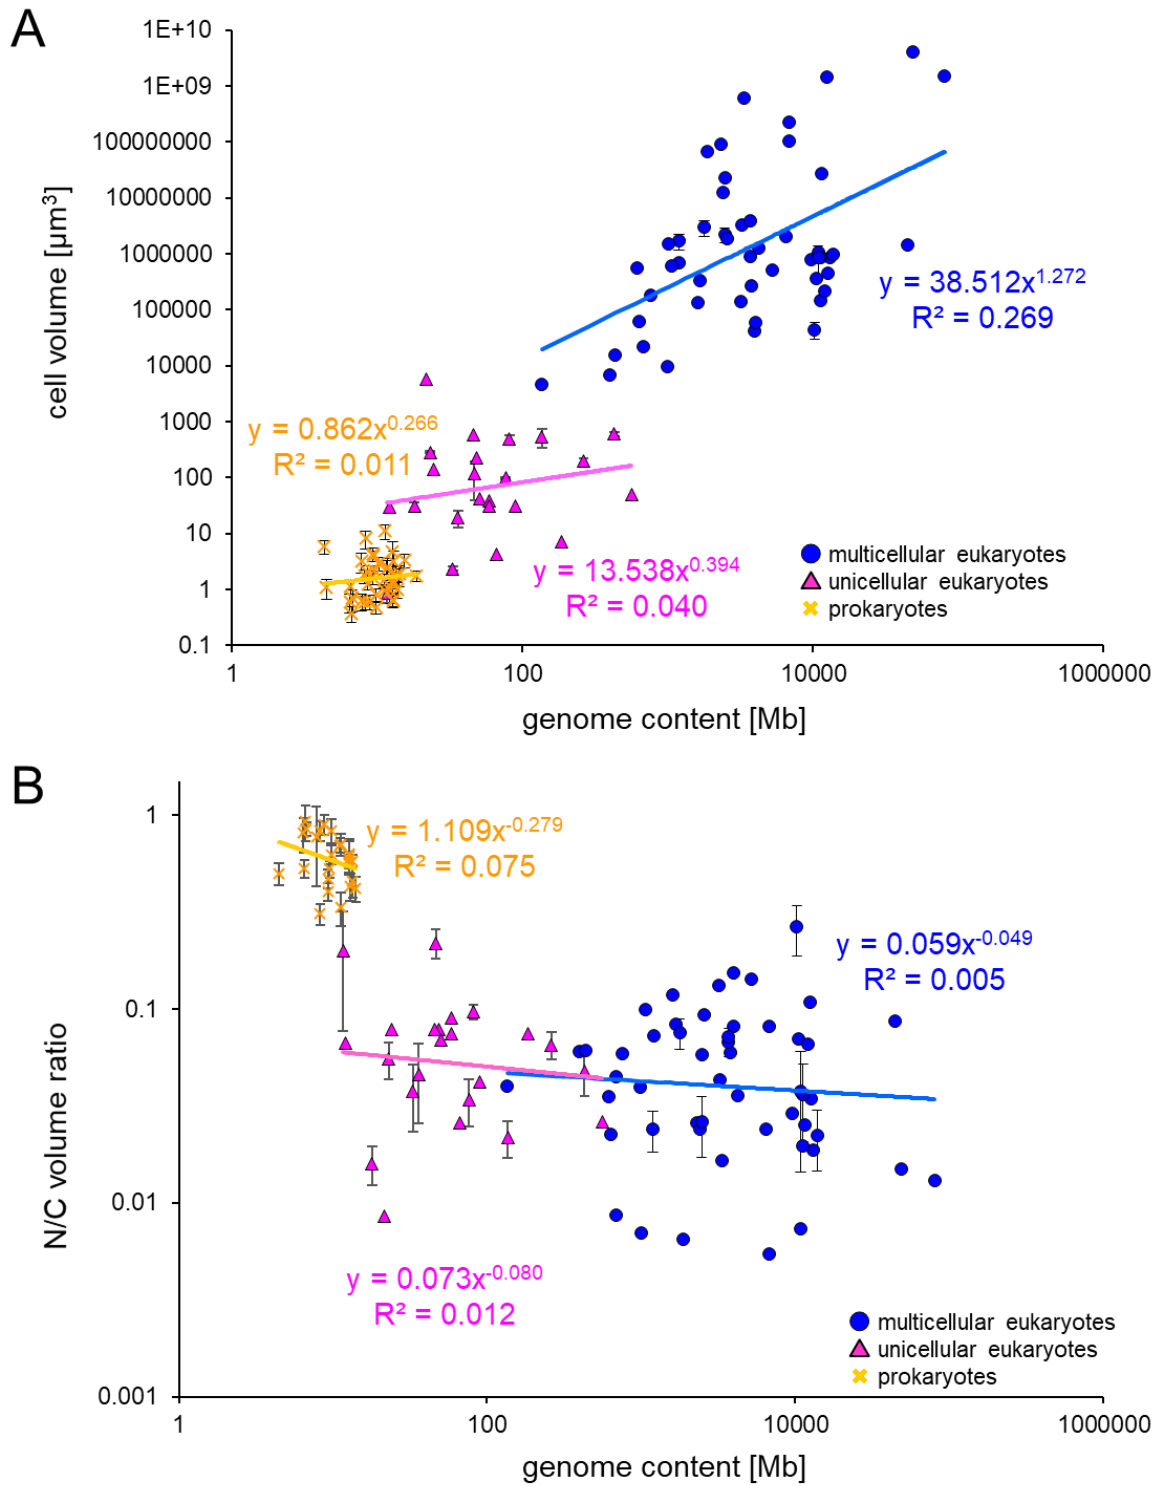 A
1E+10
1E+09
100000000
10000000
1000000
100000
10000
1000
100
10
1
0.1
cell volume [µm³]
y = 38.512x^1.272
R² = 0.269
y = 0.862x^0.266
R² = 0.011
y = 13.538x^0.394
R² = 0.040
multicellular eukaryotes
unicellular eukaryotes
prokaryotes
1 100 10000 1000000
genome content [Mb]
B
1
0.1
0.01
0.001
N/C volume ratio
y = 1.109x^-0.279
R² = 0.075
y = 0.059x^-0.049
R² = 0.005
y = 0.073x^-0.080
R² = 0.012
multicellular eukaryotes
unicellular eukaryotes
prokaryotes
1 100 10000 1000000
genome content [Mb]